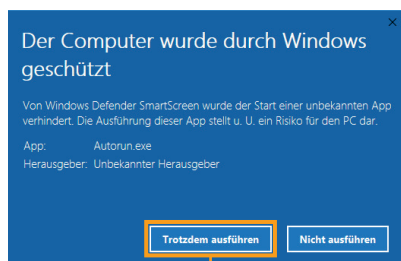 Der Computer wurde durch Windows
geschützt
Von Windows Defender SmartScreen wurde der Start einer unbekannten App
verhindert. Die Ausführung dieser App stellt u. U. ein Risiko für den PC dar.
App: Autorun.exe
Herausgeber: Unbekannter Herausgeber
Trotzdem ausführen Nicht ausführen